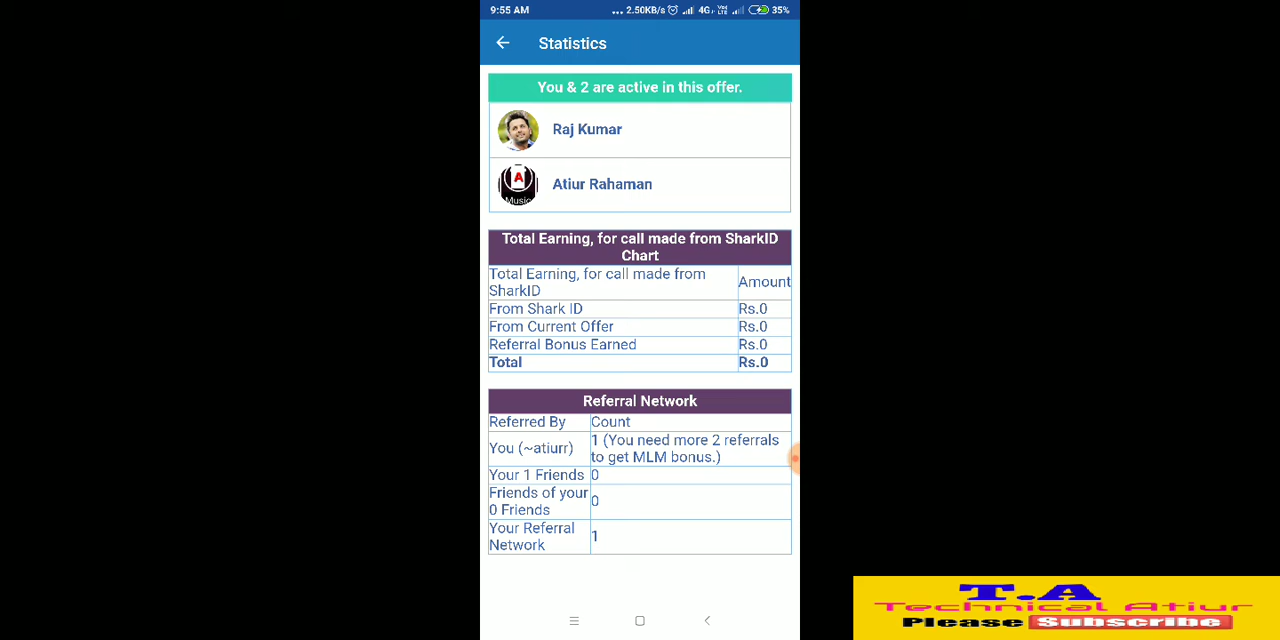 9:55 AM
... 2.50KB/s 4G VoLTE 35%
Statistics
You & 2 are active in this offer.
Raj Kumar
A
Music
Atiur Rahaman
Total Earning, for call made from SharkID
Chart
Total Earning, for call made from
SharkID
Amount
From Shark ID Rs.0
From Current Offer Rs.0
Referral Bonus Earned Rs.0
Total Rs.0
Referral Network
Referred By Count
You (~atiurr)
1 (You need more 2 referrals
to get MLM bonus.)
Your 1 Friends 0
Friends of your
0 Friends
0
Your Referral
Network
1
T.A
Technical Atiur
Please Subscribe